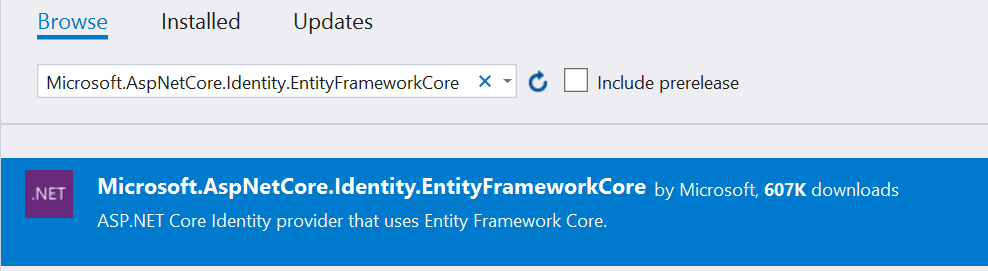 Browse Installed Updates
Microsoft.AspNetCore.Identity.EntityFrameworkCore Include prerelease
.NET Microsoft.AspNetCore.Identity.EntityFrameworkCore by Microsoft, 607K downloads
ASP.NET Core Identity provider that uses Entity Framework Core.